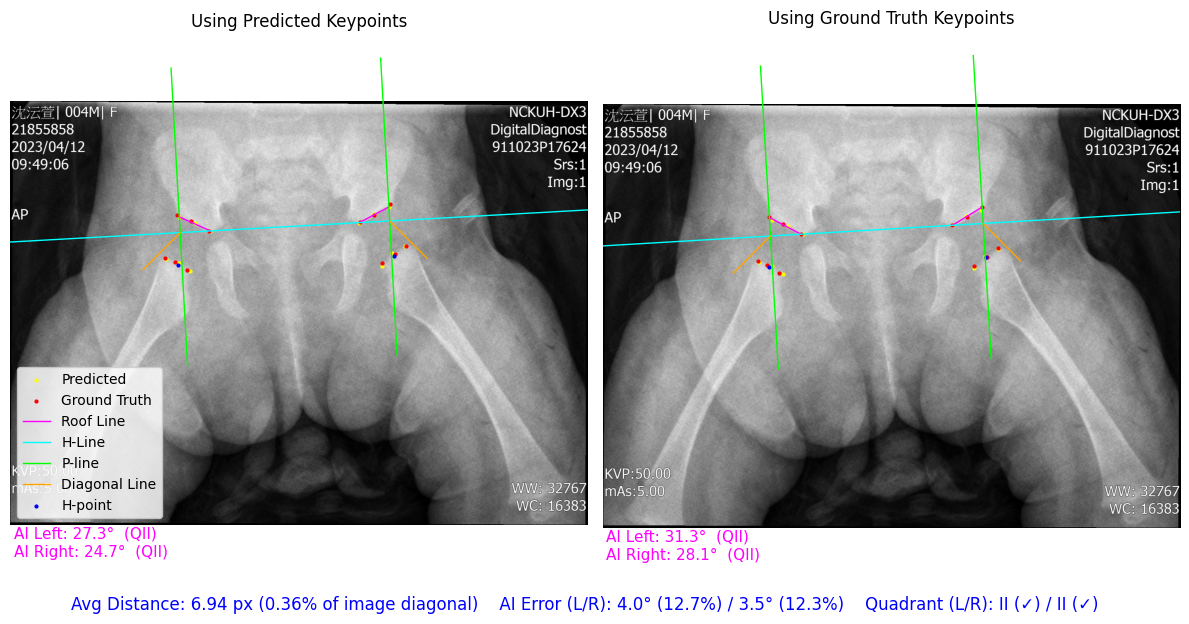 Using Predicted Keypoints
Using Ground Truth Keypoints
沈沄萱| 004M| F
21855858
2023/04/12
09:49:06
NCKUH-DX3
DigitalDiagnost
911023P17624
Srs:1
Img:1
AP
Predicted
Ground Truth
Roof Line
H-Line
P-line
Diagonal Line
H-point
KVP:50.00
WW: 32767
WC: 16383
AI Left: 27.3° (QII)
AI Right: 24.7° (QII)
沈沄萱| 004M| F
21855858
2023/04/12
09:49:06
NCKUH-DX3
DigitalDiagnost
911023P17624
Srs:1
Img:1
AP
KVP:50.00
mAs:5.00
WW: 32767
WC: 16383
AI Left: 31.3° (QII)
AI Right: 28.1° (QII)
Avg Distance: 6.94 px (0.36% of image diagonal) AI Error (L/R): 4.0° (12.7%) / 3.5° (12.3%) Quadrant (L/R): II (✓) / II (✓)